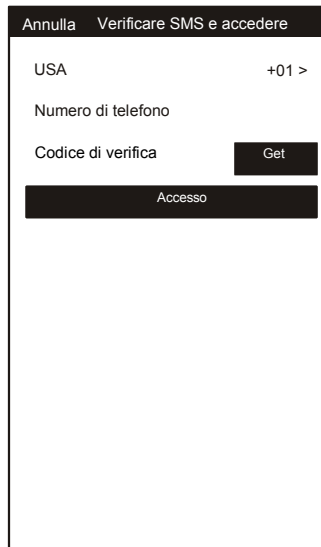 Annulla Verificare SMS e accedere
USA +01 >
Numero di telefono
Codice di verifica Get
Accesso